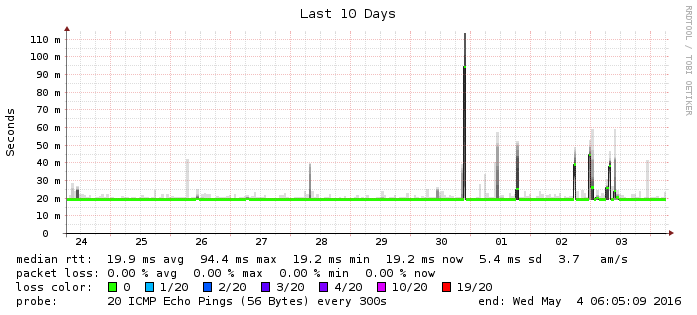 Last 10 Days
RRDTOOL / TOBI OETIKER
Seconds
110 m
100 m
90 m
80 m
70 m
60 m
50 m
40 m
30 m
20 m
10 m
0
24 25 26 27 28 29 30 01 02 03
median rtt: 19.9 ms avg 94.4 ms max 19.2 ms min 19.2 ms now 5.4 ms sd 3.7 am/s
packet loss: 0.00 % avg 0.00 % max 0.00 % min 0.00 % now
loss color: 0 1/20 2/20 3/20 4/20 10/20 19/20
probe: 20 ICMP Echo Pings (56 Bytes) every 300s end: Wed May 4 06:05:09 2016